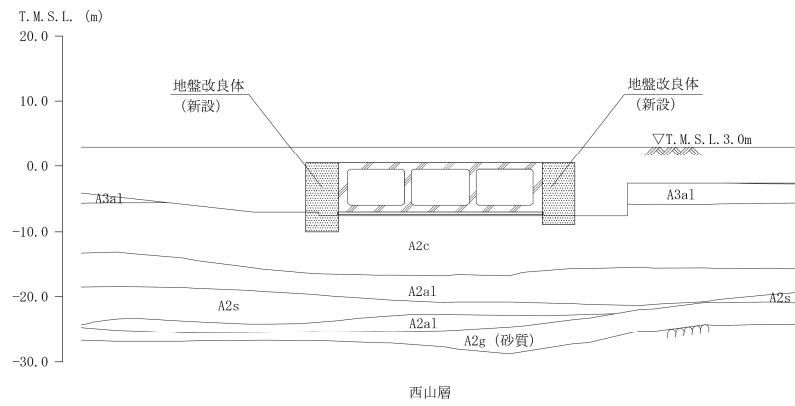 T.M.S.L. (m)
20.0
10.0
0.0
-10.0
-20.0
-30.0
地盤改良体
（新設）
地盤改良体
（新設）
▽T.M.S.L.3.0m
A3al
A3al
A2c
A2al
A2s
A2s
A2al
A2g（砂質）
西山層